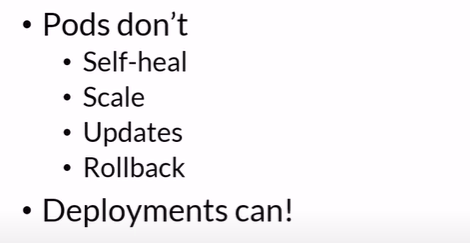 • Pods don’t
• Self-heal
• Scale
• Updates
• Rollback
• Deployments can!